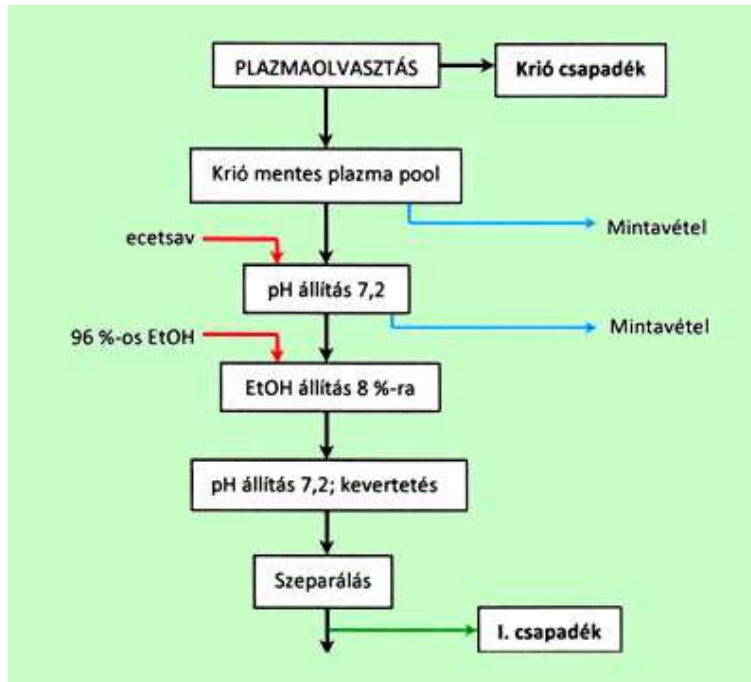 PLAZMAOLVASZTÁS
Krió csapadék
Krió mentes plazma pool
Mintavétel
ecetsav
pH állítás 7,2
Mintavétel
96 %-os EtOH
EtOH állítás 8 %-ra
pH állítás 7,2; kevertetés
Szeparálás
I. csapadék